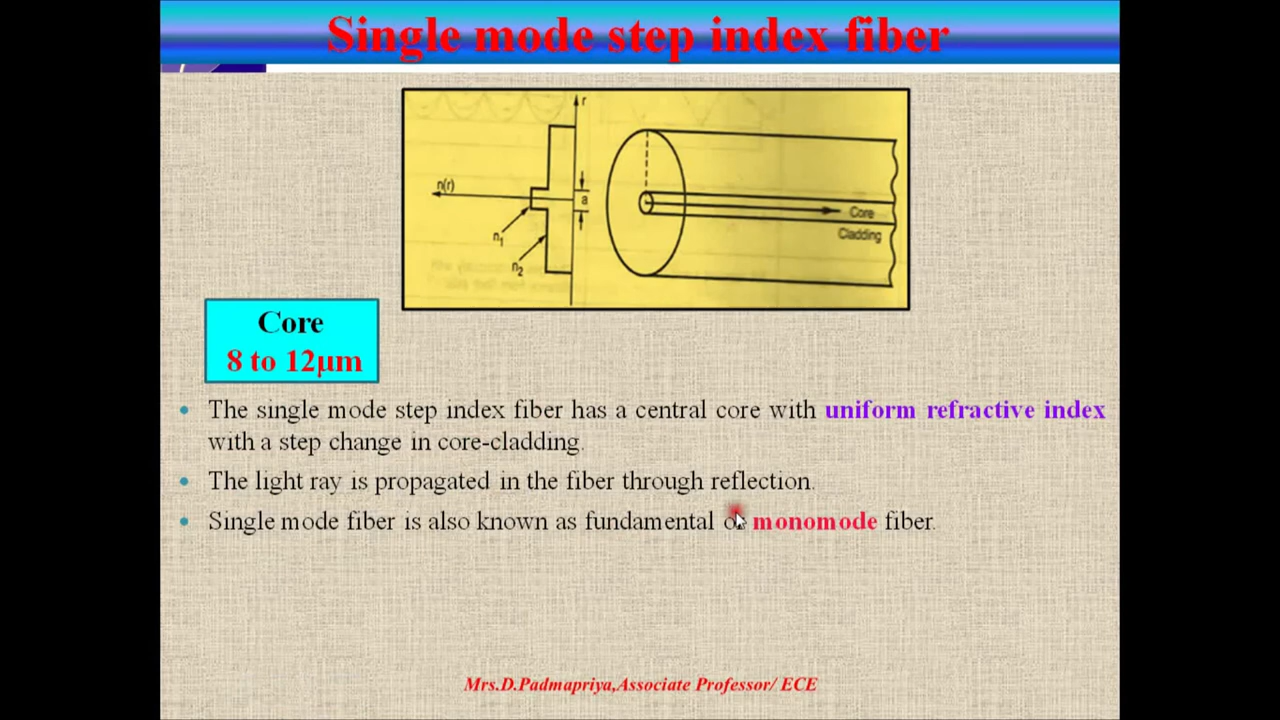 Single mode step index fiber
r
n(r)
a
n1
n2
Core
Cladding
Core
8 to 12µm
The single mode step index fiber has a central core with uniform refractive index
with a step change in core-cladding.
The light ray is propagated in the fiber through reflection.
Single mode fiber is also known as fundamental or monomode fiber.
Mrs.D.Padmapriya,Associate Professor/ ECE